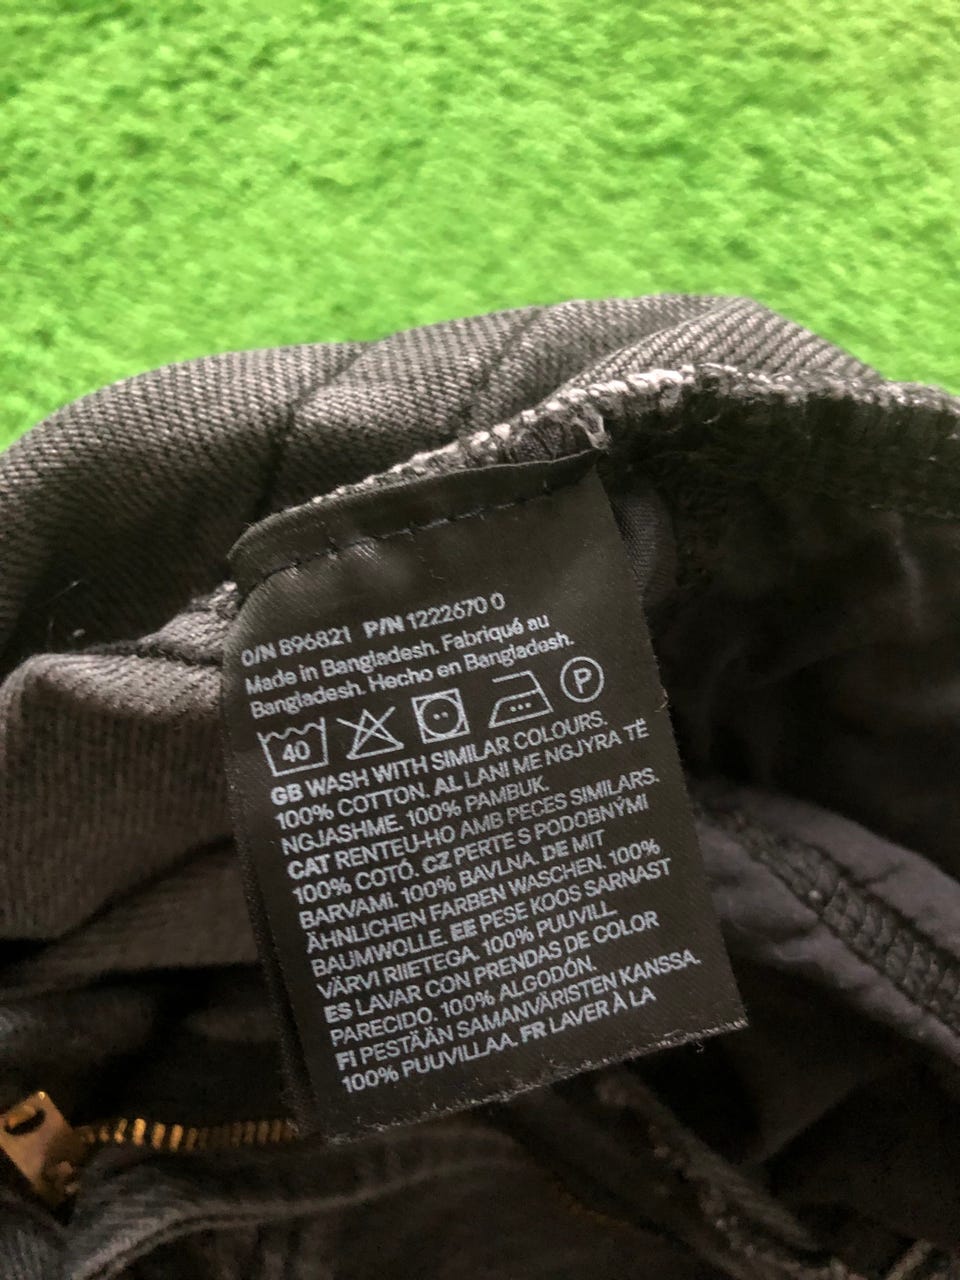 O/N 896821 P/N 1222670 0
Made in Bangladesh. Fabriqué au
Bangladesh. Hecho en Bangladesh.
40 P
GB WASH WITH SIMILAR COLOURS.
100% COTTON. AL LANI ME NGJYRA TË
NGJASHME. 100% PAMBUK.
CAT RENTEU-HO AMB PECES SIMILARS.
100% COTÓ. CZ PERTE S PODOBNÝMI
BARVAMI. 100% BAVLNA. DE MIT
ÄHNLICHEN FARBEN WASCHEN. 100%
BAUMWOLLE. EE PESE KOOS SARNAST
VÄRVI RIIETEGA. 100% PUUVILL
ES LAVAR CON PRENDAS DE COLOR
PARECIDO. 100% ALGODÓN.
FI PESTÄÄN SAMANVÄRISTEN KANSSA.
100% PUUVILLAA. FR LAVER À LA